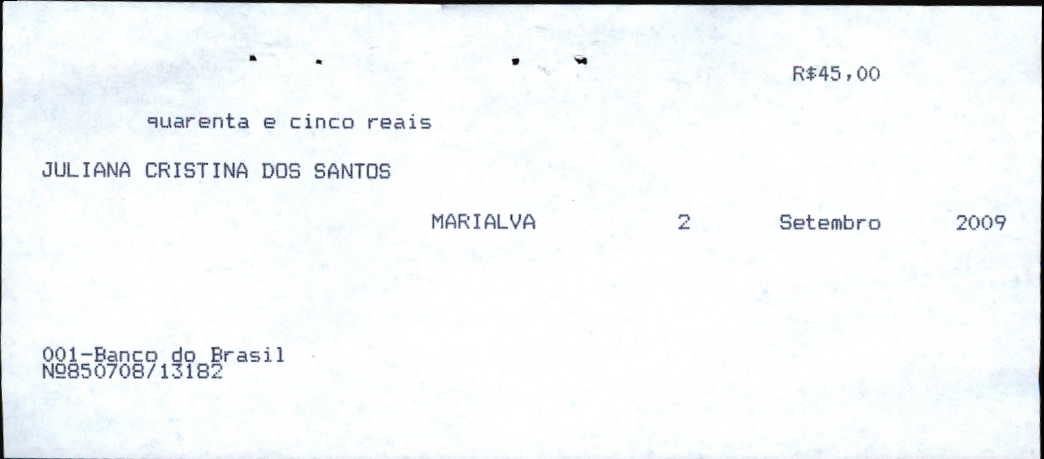 R$45,00
quarenta e cinco reais
JULIANA CRISTINA DOS SANTOS
MARIALVA 2 Setembro 2009
001-Banco do Brasil
Nº850708/13182